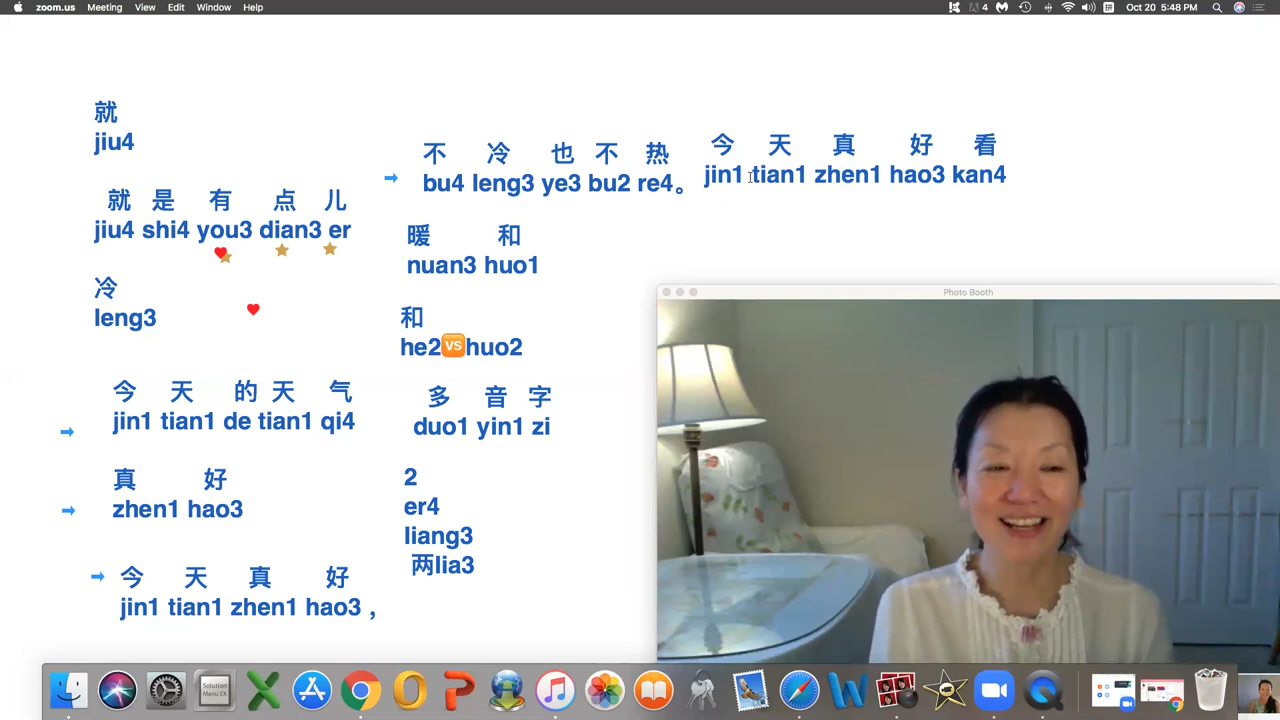 zoom.us Meeting View Edit Window Help
4 Oct 20 5:48 PM
就
jiu4
就 是 有 点 儿
jiu4 shi4 you3 dian3 er
冷
leng3
今 天 的 天 气
jin1 tian1 de tian1 qi4
真 好
zhen1 hao3
今 天 真 好
jin1 tian1 zhen1 hao3 ,
不 冷 也 不 热
bu4 leng3 ye3 bu2 re4。
暖 和
nuan3 huo1
和
he2 VS huo2
多 音 字
duo1 yin1 zi
2
er4
liang3
两lia3
今 天 真 好 看
jin1 tian1 zhen1 hao3 kan4
Photo Booth
Solution
Menu EX